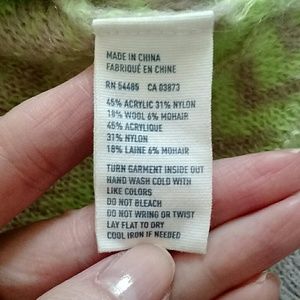 MADE IN CHINA
FABRIQUÉ EN CHINE
RN 54485 CA 03873
45% ACRYLIC 31% NYLON
18% WOOL 6% MOHAIR
45% ACRYLIQUE
31% NYLON
18% LAINE 6% MOHAIR
TURN GARMENT INSIDE OUT
HAND WASH COLD WITH
LIKE COLORS
DO NOT BLEACH
DO NOT WRING OR TWIST
LAY FLAT TO DRY
COOL IRON IF NEEDED